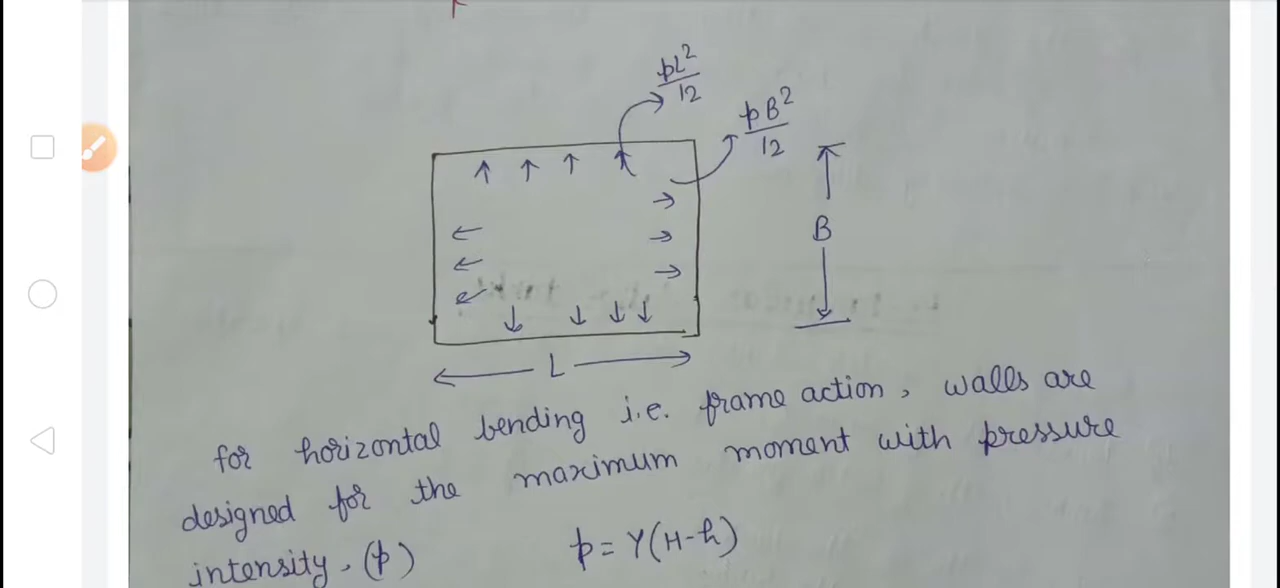 pL²/12
pB²/12
B
L
for horizontal bending i.e. frame action, walls are
designed for the maximum moment with pressure
intensity. (p) p = γ(H-h)